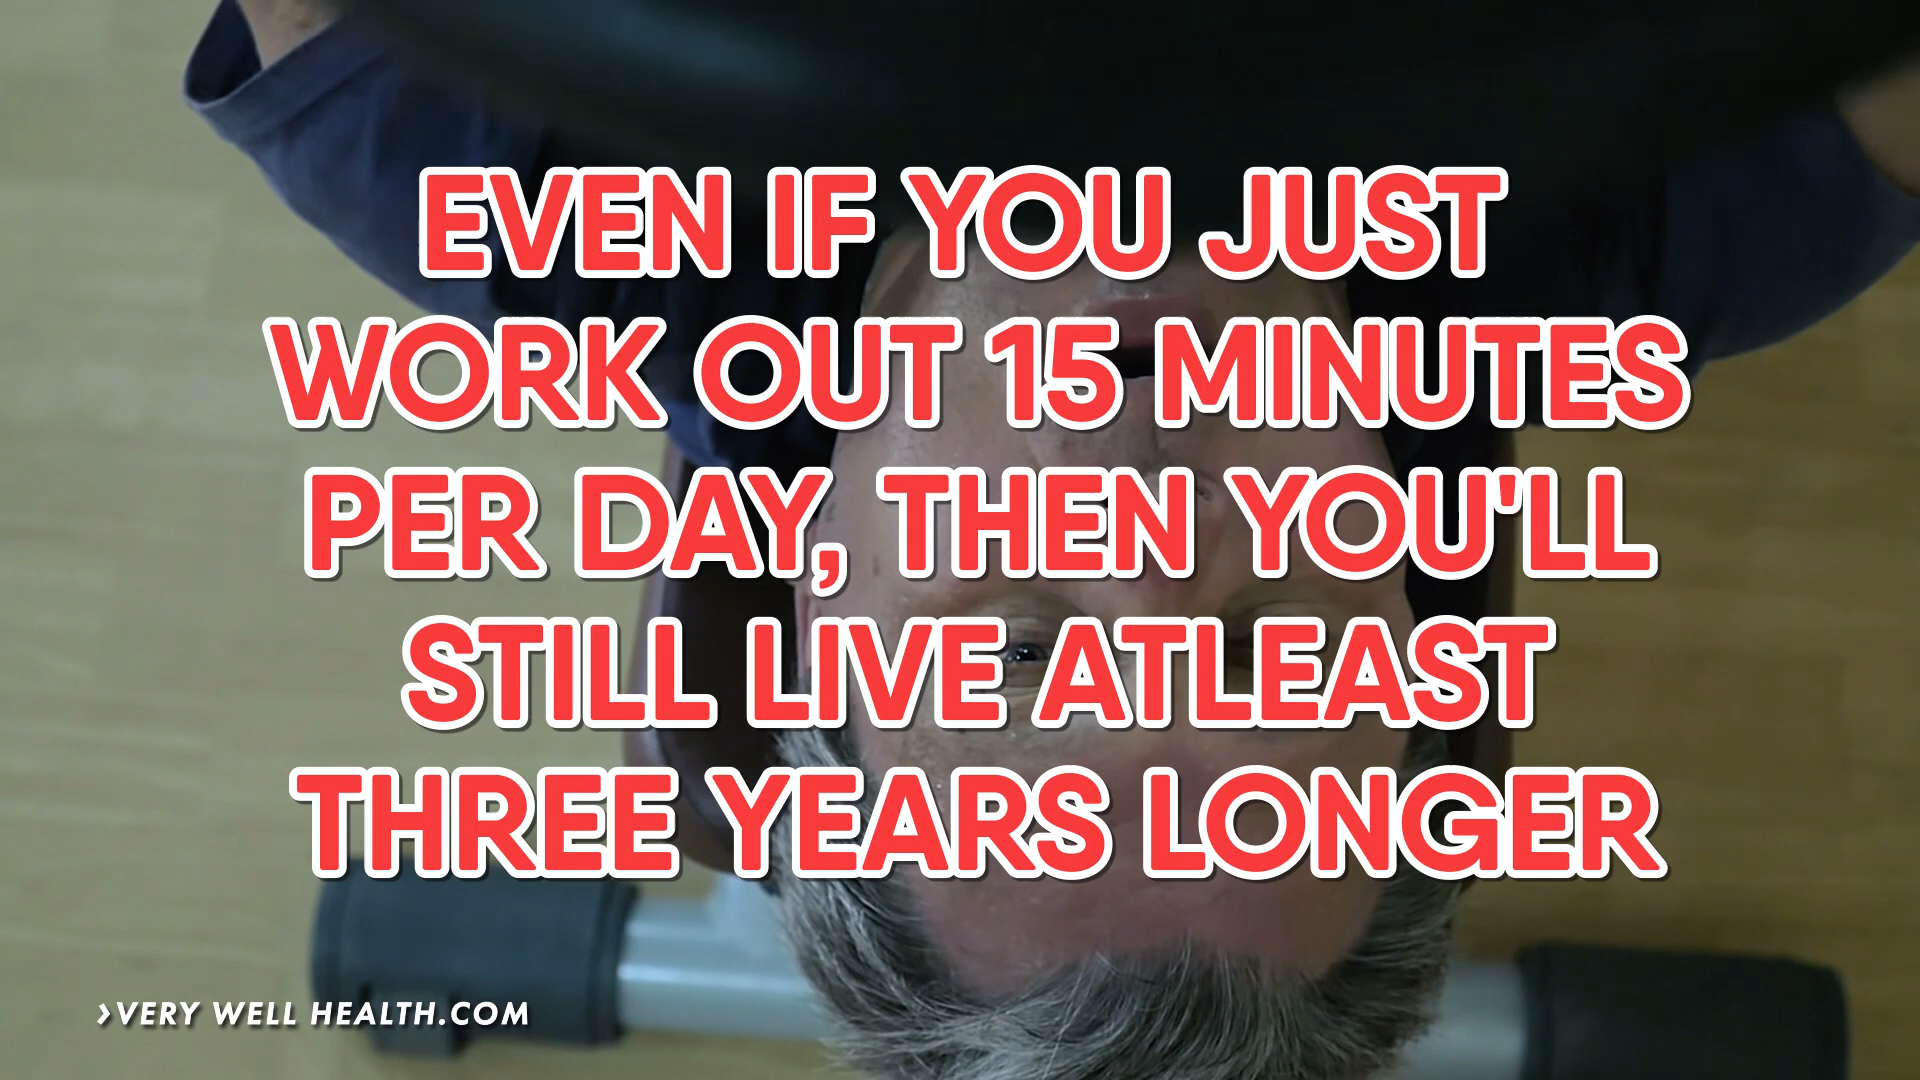 EVEN IF YOU JUST
WORK OUT 15 MINUTES
PER DAY, THEN YOU'LL
STILL LIVE ATLEAST
THREE YEARS LONGER
›VERY WELL HEALTH.COM